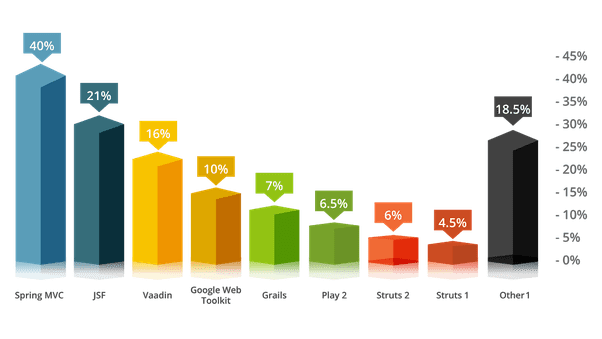 40%
21%
16%
10%
7%
6.5%
6%
4.5%
18.5%
- 45%
- 40%
- 35%
- 30%
- 25%
- 20%
- 15%
- 10%
- 5%
- 0%
Spring MVC
JSF
Vaadin
Google Web
Toolkit
Grails
Play 2
Struts 2
Struts 1
Other1